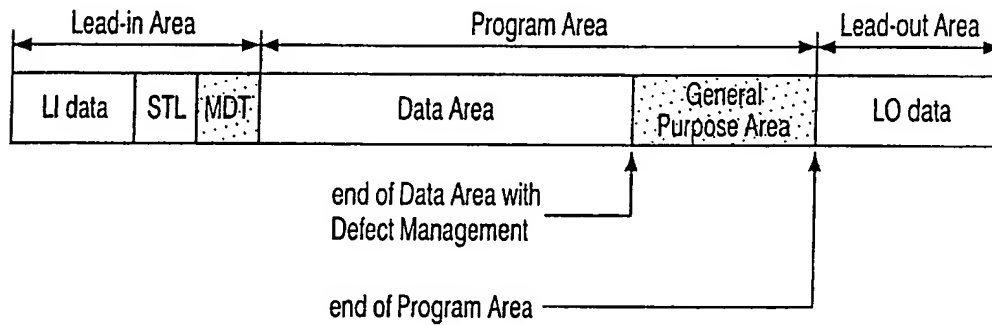 Lead-in Area Program Area Lead-out Area
LI data STL MDT Data Area General Purpose Area LO data
end of Data Area with
Defect Management
end of Program Area